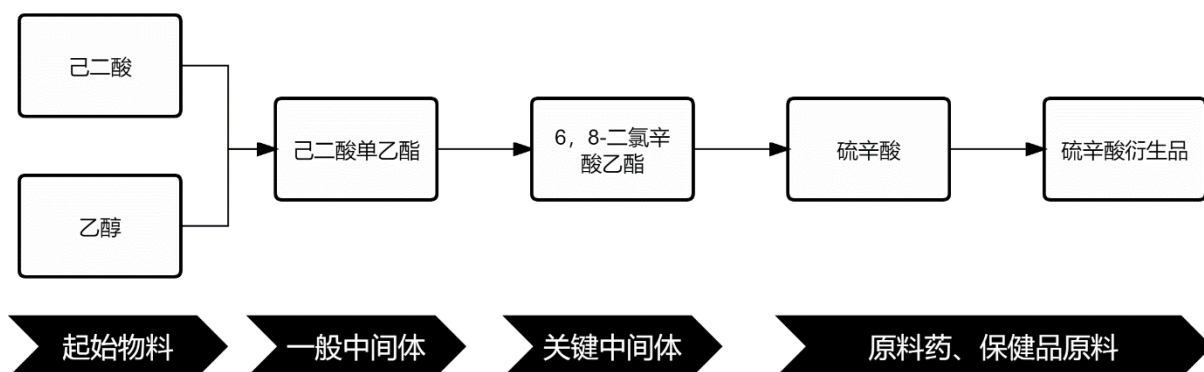 己二酸
乙醇
己二酸单乙酯
6，8-二氯辛
酸乙酯
硫辛酸
硫辛酸衍生品
起始物料
一般中间体
关键中间体
原料药、保健品原料